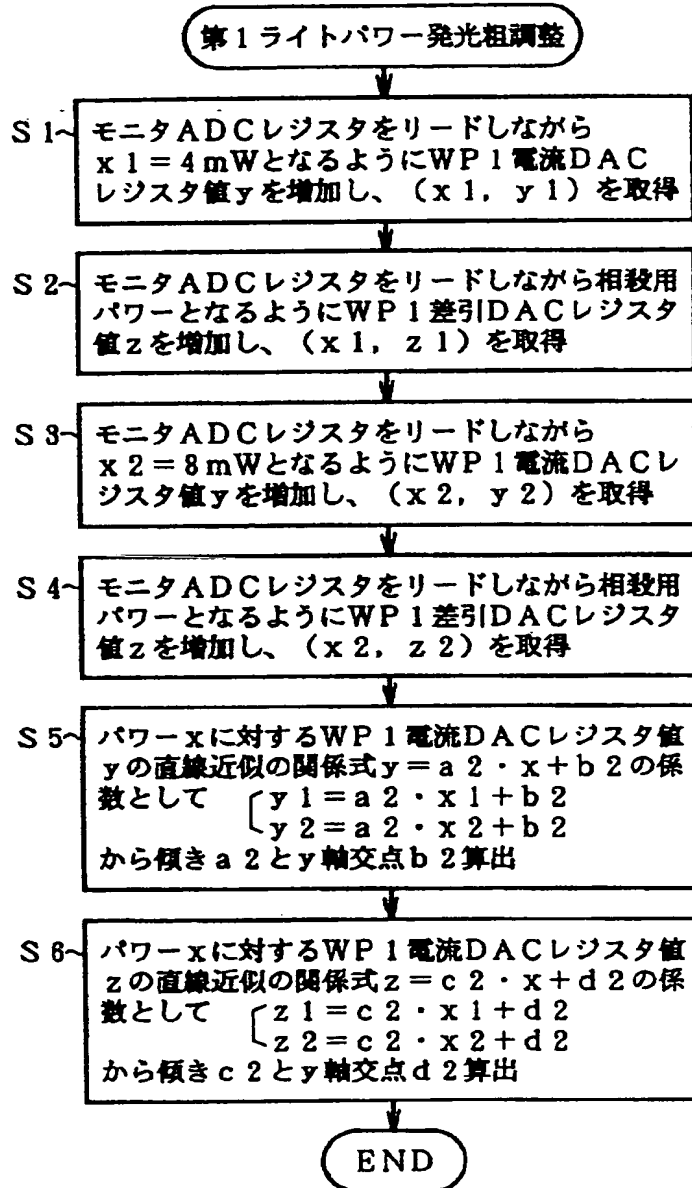 第1ライトパワー発光粗調整
S1 モニタADCレジスタをリードしながら
x1=4mWとなるようにWP1電流DAC
レジスタ値yを増加し、(x1, y1)を取得
S2 モニタADCレジスタをリードしながら相殺用
パワーとなるようにWP1差引DACレジスタ
値zを増加し、(x1, z1)を取得
S3 モニタADCレジスタをリードしながら
x2=8mWとなるようにWP1電流DACレ
ジスタ値yを増加し、(x2, y2)を取得
S4 モニタADCレジスタをリードしながら相殺用
パワーとなるようにWP1差引DACレジスタ
値zを増加し、(x2, z2)を取得
S5 パワーxに対するWP1電流DACレジスタ値
yの直線近似の関係式y=a2・x+b2の係
数として y1=a2・x1+b2
y2=a2・x2+b2
から傾きa2とy軸交点b2算出
S6 パワーxに対するWP1電流DACレジスタ値
zの直線近似の関係式z=c2・x+d2の係
数として z1=c2・x1+d2
z2=c2・x2+d2
から傾きc2とy軸交点d2算出
END